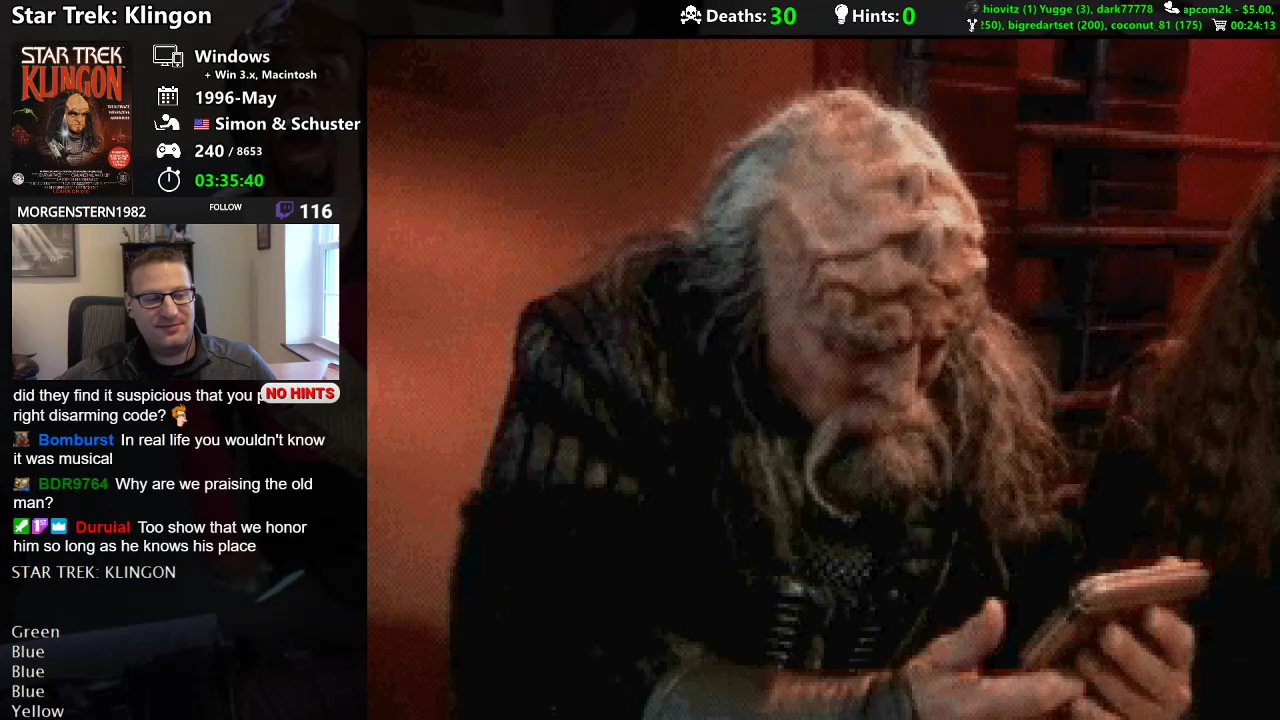 Star Trek: Klingon
Deaths: 30
Hints: 0
hiovitz (1) Yugge (3), dark77778
apcom2k - $5.00,
250), bigredartset (200), coconut_81 (175)
00:24:13
STAR TREK
KLINGON
Windows
+ Win 3.x, Macintosh
1996-May
Simon & Schuster
240 / 8653
03:35:40
MORGENSTERN1982
FOLLOW
116
did they find it suspicious that you p
NO HINTS
right disarming code?
Bomburst In real life you wouldn't know
it was musical
BDR9764 Why are we praising the old
man?
Duruial Too show that we honor
him so long as he knows his place
STAR TREK: KLINGON
Green
Blue
Blue
Blue
Yellow